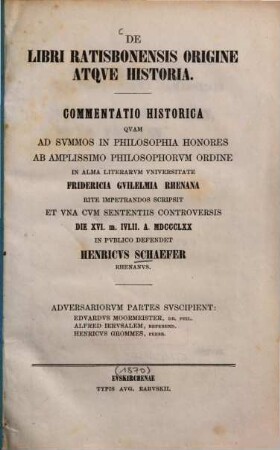 DE
LIBRI RATISBONENSIS ORIGINE
ATQVE HISTORIA.
COMMENTATIO HISTORICA
QVAM
AD SVMMOS IN PHILOSOPHIA HONORES
AB AMPLISSIMO PHILOSOPHORVM ORDINE
IN ALMA LITERARVM VNIVERSITATE
FRIDERICIA GVILELMIA RHENANA
RITE IMPETRANDOS SCRIPSIT
ET VNA CVM SENTENTIIS CONTROVERSIS
DIE XVI. m. IVLII. A. MDCCCLXX
IN PVBLICO DEFENDET
HENRICVS SCHAEFER
RHENANVS.
ADVERSARIORVM PARTES SVSCIPIENT:
EDVARDVS MOORMEISTER, DR. PHIL.
ALFRED IERVSALEM, REFEREND.
HENRICVS GROMMES,
(1870)
EVSKIRCHENAE
TYPIS AVG. BARVSKII.